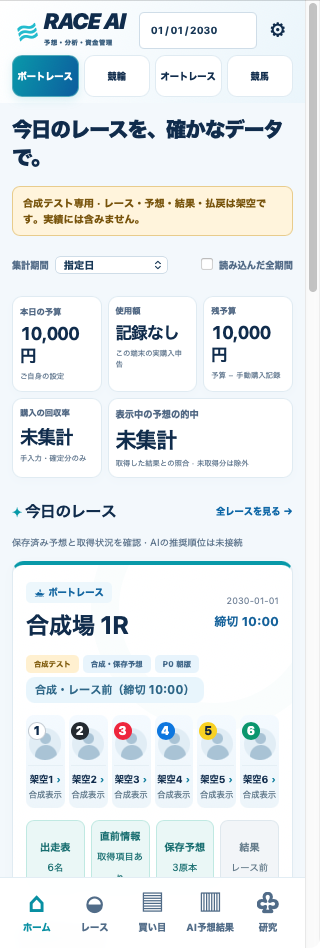 RACE AI
予想・分析・資金管理
01/01/2030
ボートレース
競輪
オートレース
競馬
今日のレースを、確かなデータ
で。
合成テスト専用・レース・予想・結果・払戻は架空で
す。実績には含みません。
集計期間
指定日
読み込んだ全期間
本日の予算
10,000
円
ご自身の設定
使用額
記録なし
この端末の実購入申
告
残予算
10,000
円
予算 − 手動購入記録
購入の回収率
未集計
手入力・確定分のみ
表示中の予想の的中
未集計
取得した結果との照合・未取得分は除外
今日のレース
全レースを見る →
保存済み予想と取得状況を確認・AIの推奨順位は未接続
ボートレース
2030-01-01
合成場 1R
締切 10:00
合成テスト
合成・保存予想
P0 朝版
合成・レース前（締切 10:00）
1
2
3
4
5
6
架空1 ›
架空2 ›
架空3 ›
架空4 ›
架空5 ›
架空6 ›
合成表示
合成表示
合成表示
合成表示
合成表示
合成表示
出走表
6名
直前情報
取得項目あ
保存予想
3原本
結果
レース前
ホーム
レース
買い目
AI予想結果
研究